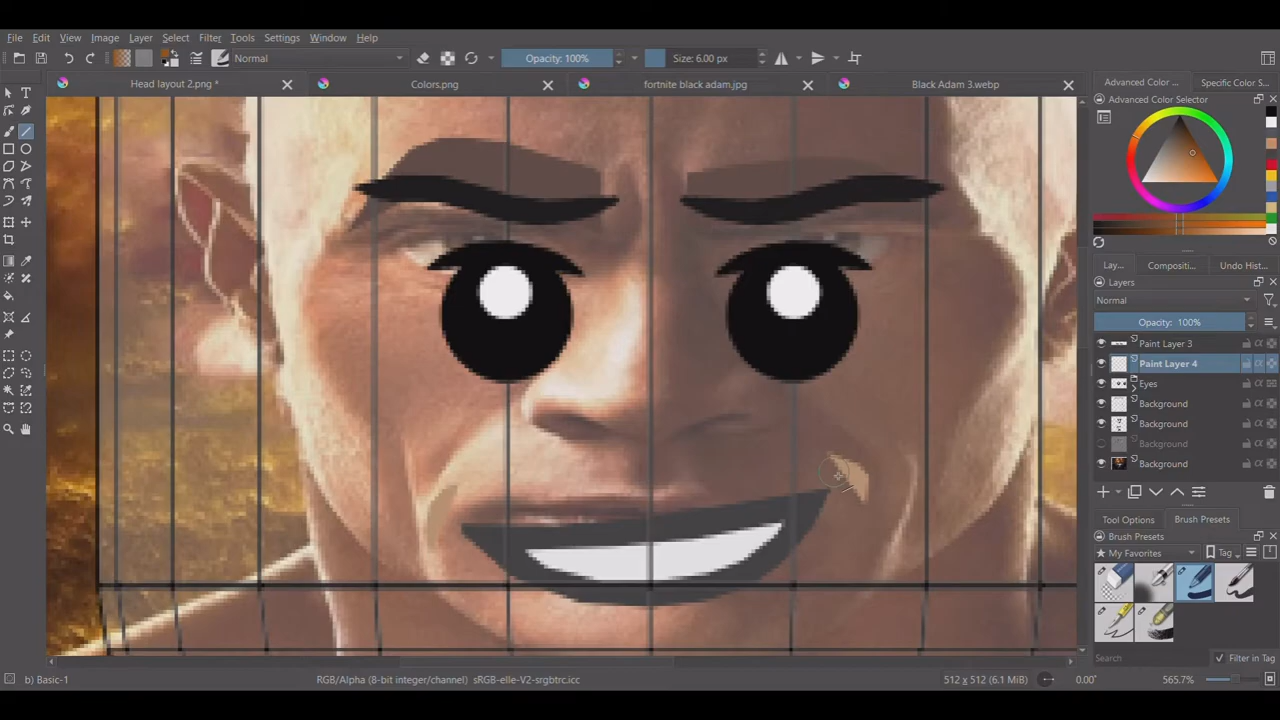 File Edit View Image Layer Select Filter Tools Settings Window Help
Normal Opacity: 100% Size: 6.00 px
Head layout 2.png * Colors.png fortnite black adam.jpg Black Adam 3.webp
Advanced Color ... Specific Color S...
Advanced Color Selector
Lay... Compositi... Undo Hist...
Layers
Normal
Opacity: 100%
Paint Layer 3
Paint Layer 4
Eyes
Background
Background
Background
Background
Tool Options Brush Presets
Brush Presets
My Favorites Tag
Search Filter in Tag
b) Basic-1 RGB/Alpha (8-bit integer/channel) sRGB-elle-V2-srgbtrc.icc 512 x 512 (6.1 MiB) 0.00° 565.7%